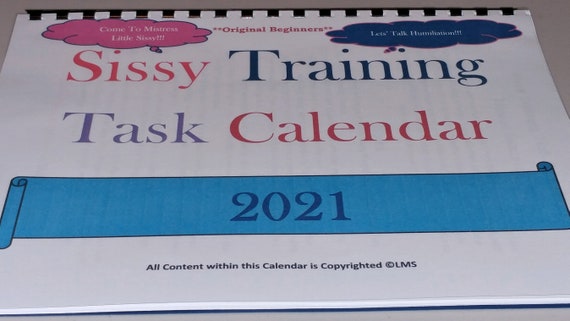 Come To Mistress
Little Sissy!!!
**Original Beginners**
Lets' Talk Humiliation!!!
Sissy Training
Task Calendar
2021
All Content within this Calendar is Copyrighted ©LMS